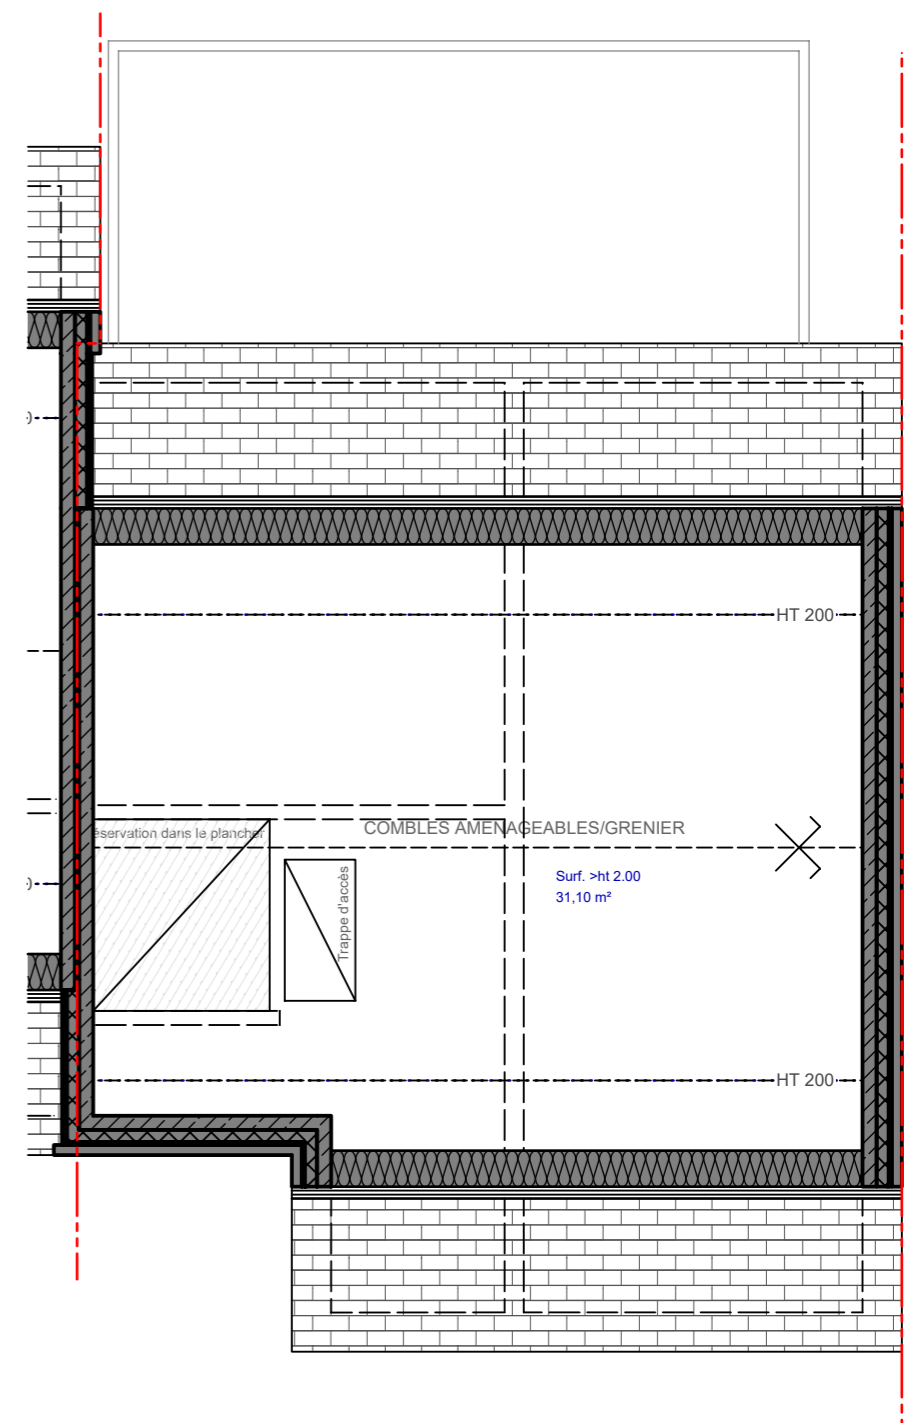 HT 200
éservation dans le plancher
COMBLES AMENAGEABLES/GRENIER
Surf. >ht 2.00
31,10 m²
Trappe d'accès
HT 200